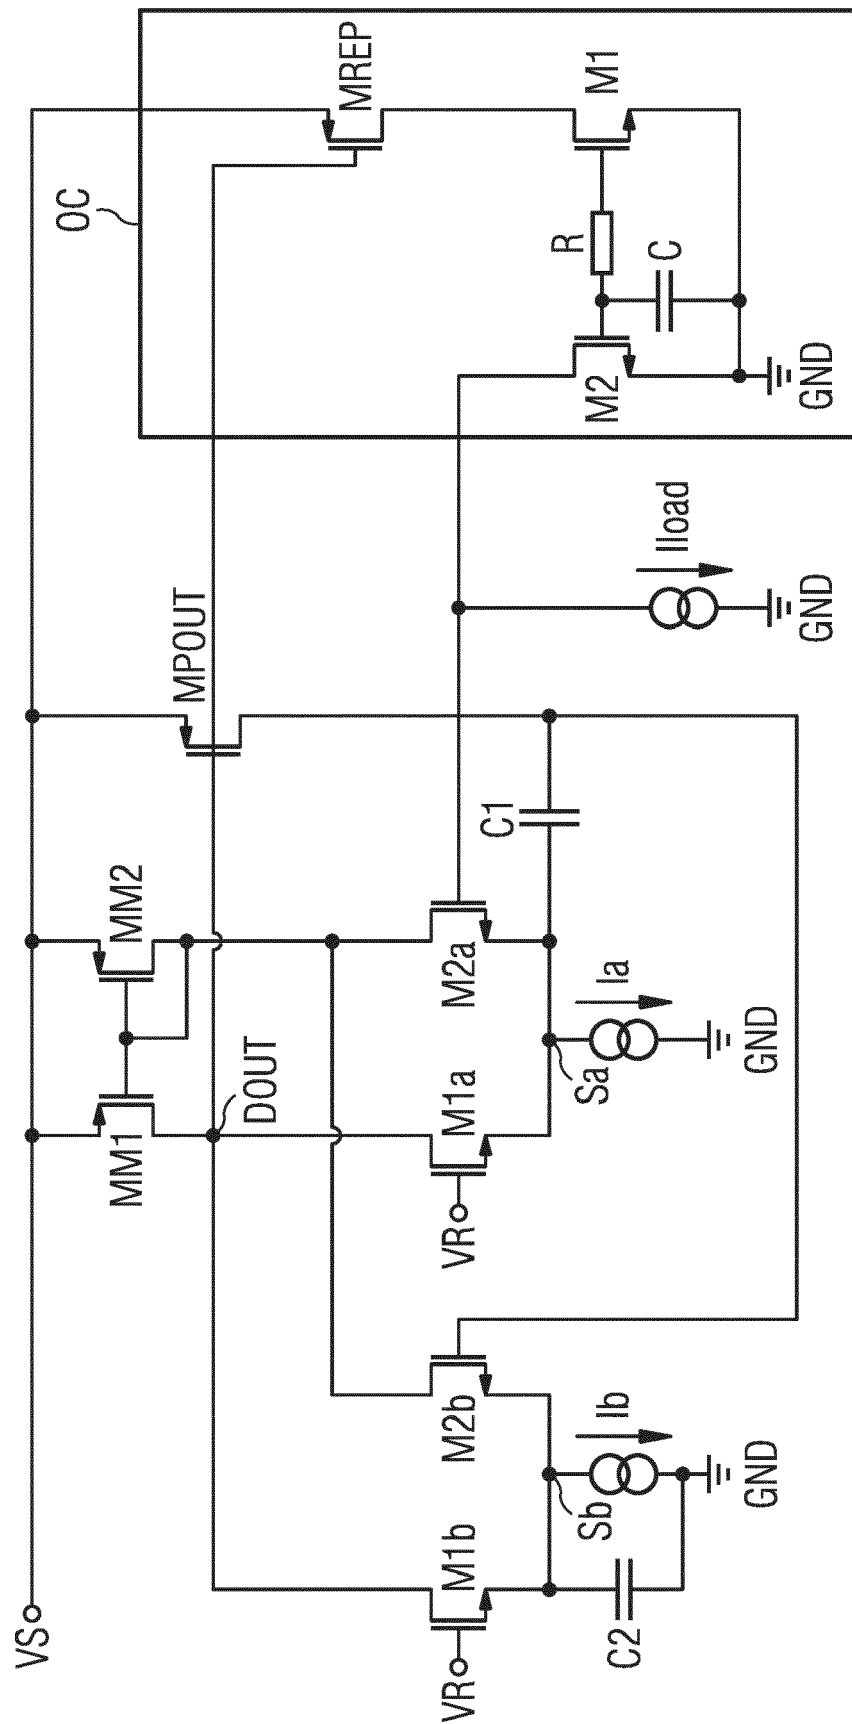 VS
MM1
MM2
MPOUT
OC
MREP
DOUT
VR
M1b
M2b
VR
M1a
M2a
C1
Sb
Ib
Sa
Ia
C2
GND
GND
Iload
GND
M2
R
C
M1
GND